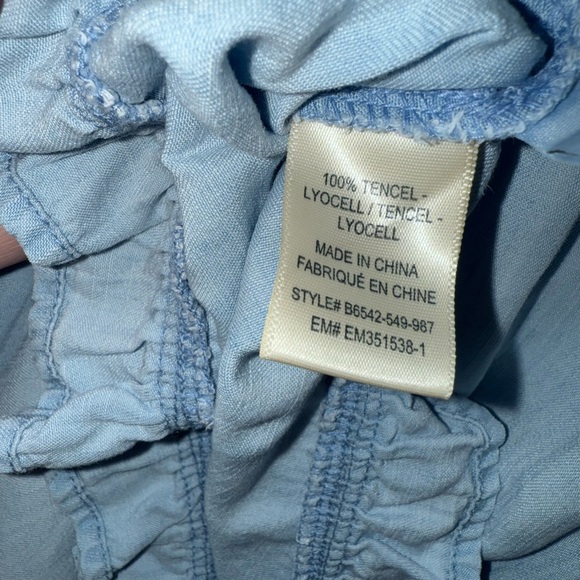 100% TENCEL -
LYOCELL / TENCEL -
LYOCELL
MADE IN CHINA
FABRIQUÉ EN CHINE
STYLE# B6542-549-987
EM# EM351538-1